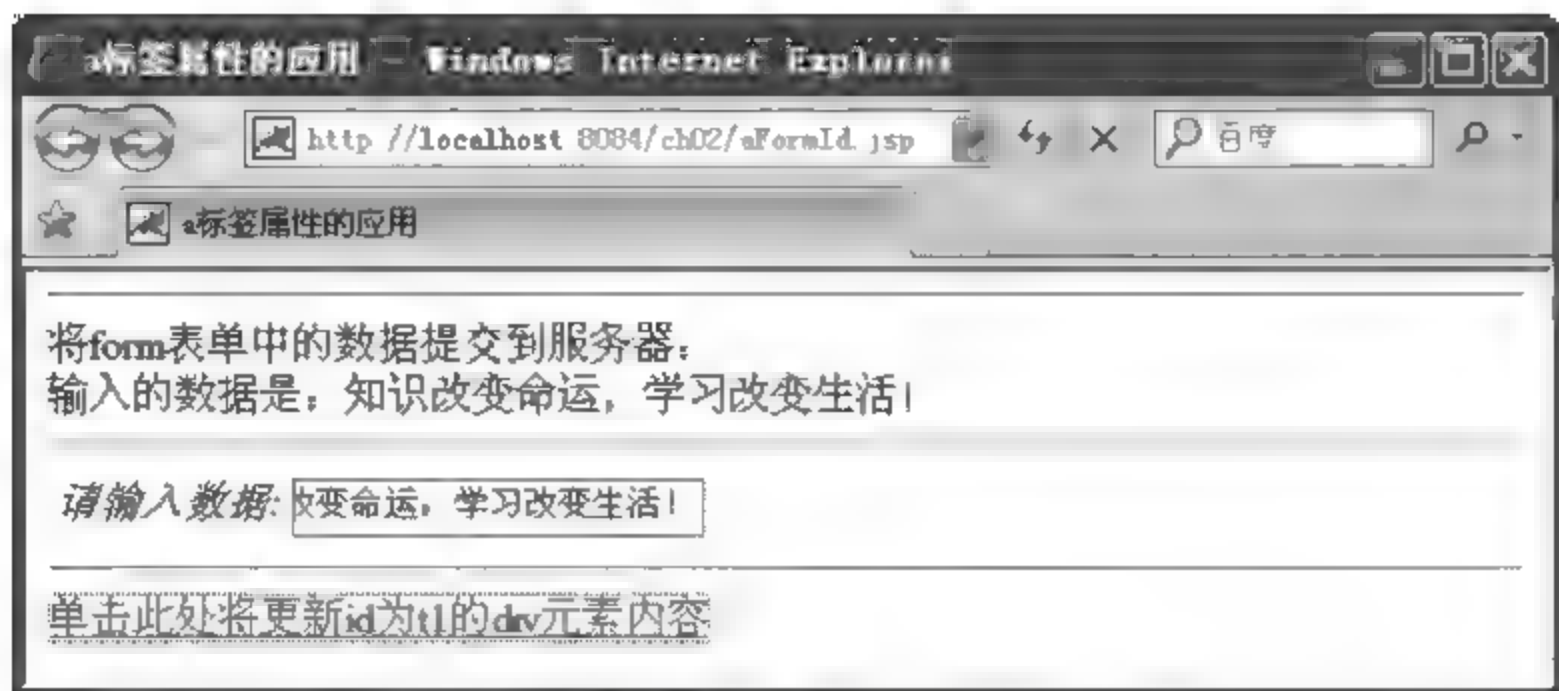 a标签属性的应用 - Windows Internet Explorer
http://localhost:8084/ch02/aFormId.jsp
百度
a标签属性的应用
将form表单中的数据提交到服务器:
输入的数据是:知识改变命运,学习改变生活!
请输入数据:
改变命运,学习改变生活!
单击此处将更新id为t1的div元素内容